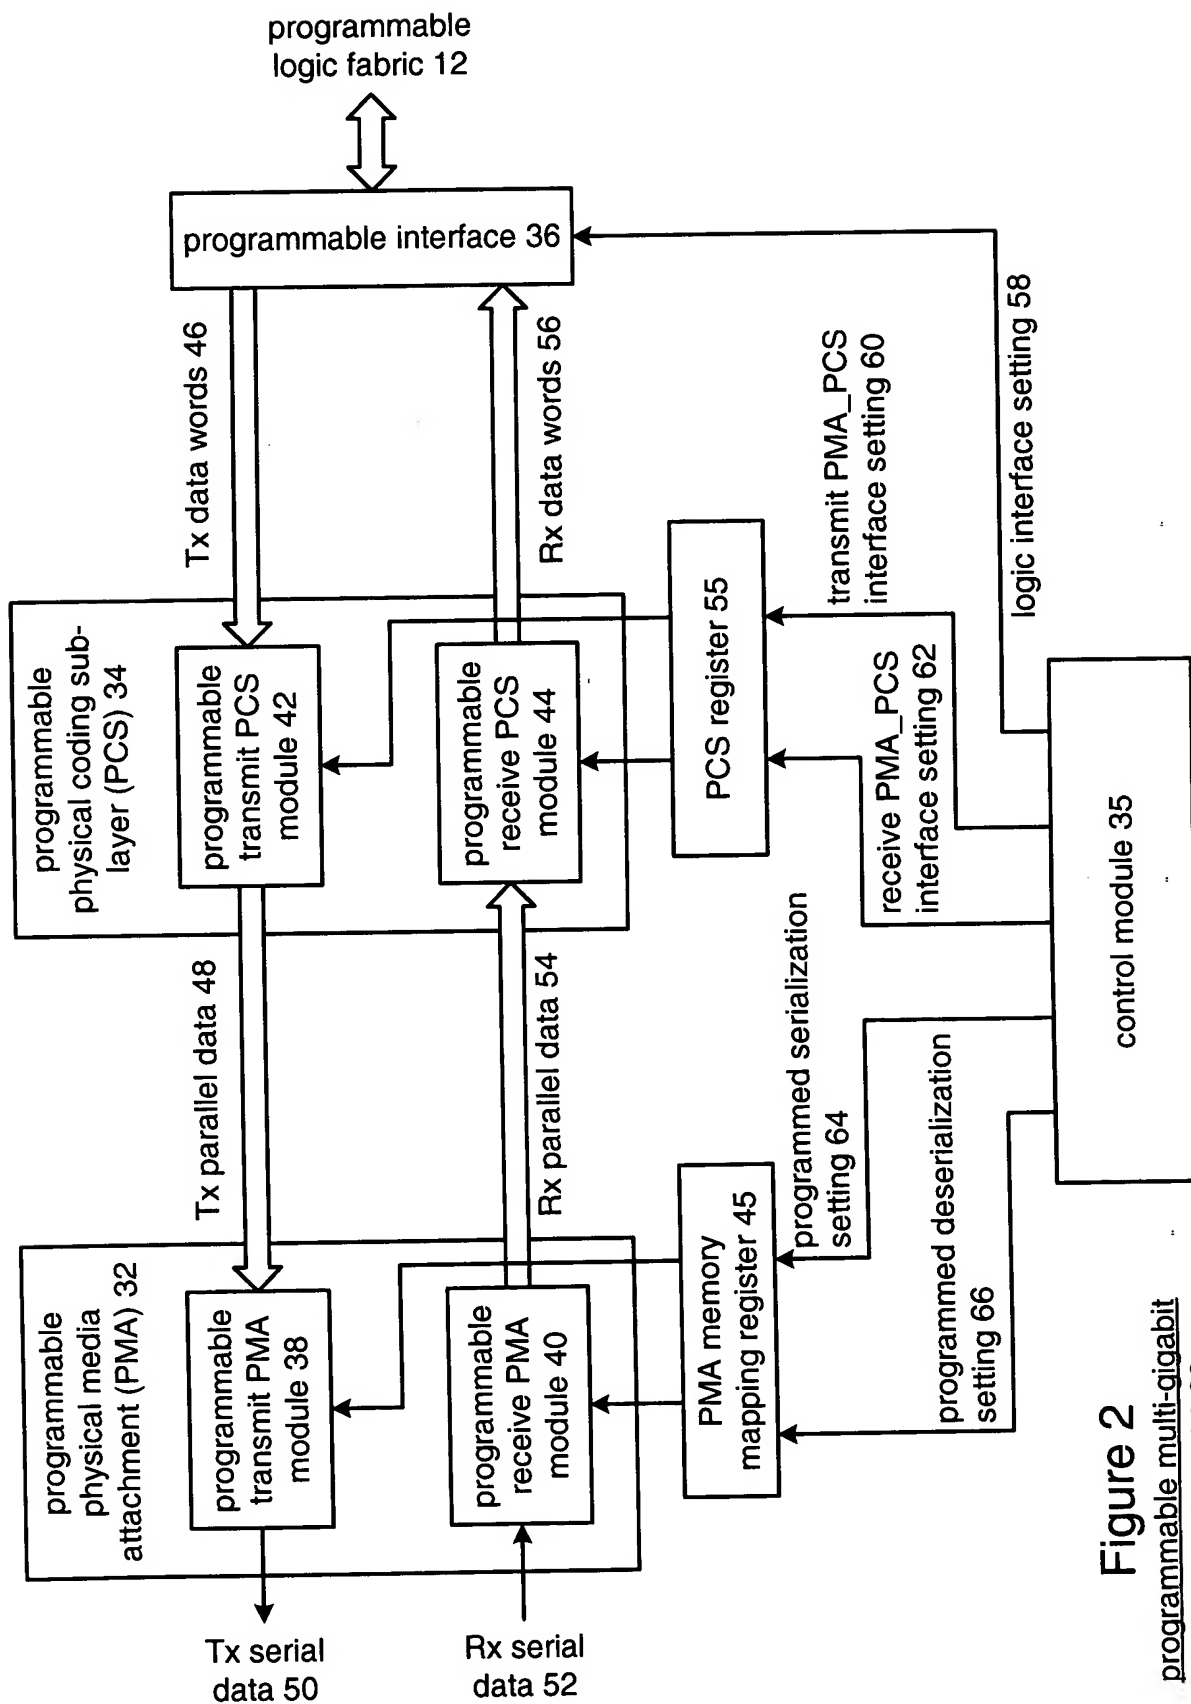 programmable
logic fabric 12
programmable interface 36
Tx data words 46
Rx data words 56
programmable
physical coding sub-
layer (PCS) 34
programmable
transmit PCS
module 42
programmable
receive PCS
module 44
PCS register 55
transmit PMA_PCS
interface setting 60
receive PMA_PCS
interface setting 62
logic interface setting 58
Tx parallel data 48
Rx parallel data 54
programmable
physical media
attachment (PMA) 32
programmable
transmit PMA
module 38
programmable
receive PMA
module 40
PMA memory
mapping register 45
programmed serialization
setting 64
programmed deserialization
setting 66
control module 35
Tx serial
data 50
Rx serial
data 52
Figure 2
programmable multi-gigabit